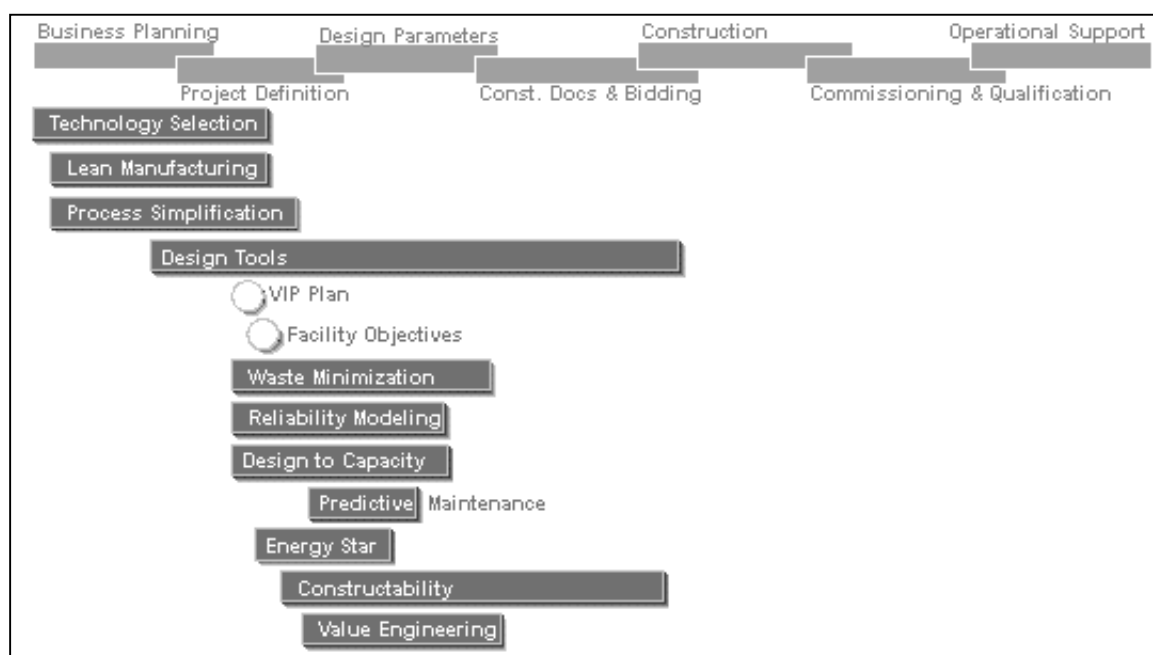 Business Planning
Design Parameters
Construction
Operational Support
Project Definition
Const. Docs & Bidding
Commissioning & Qualification
Technology Selection
Lean Manufacturing
Process Simplification
Design Tools
VIP Plan
Facility Objectives
Waste Minimization
Reliability Modeling
Design to Capacity
Predictive Maintenance
Energy Star
Constructability
Value Engineering